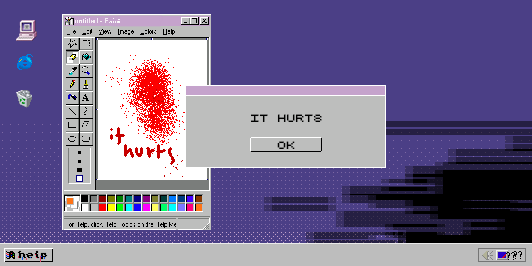 untitled - Paint
File Edit View Image Colors Help
it
hurts
IT HURTS
OK
help
???